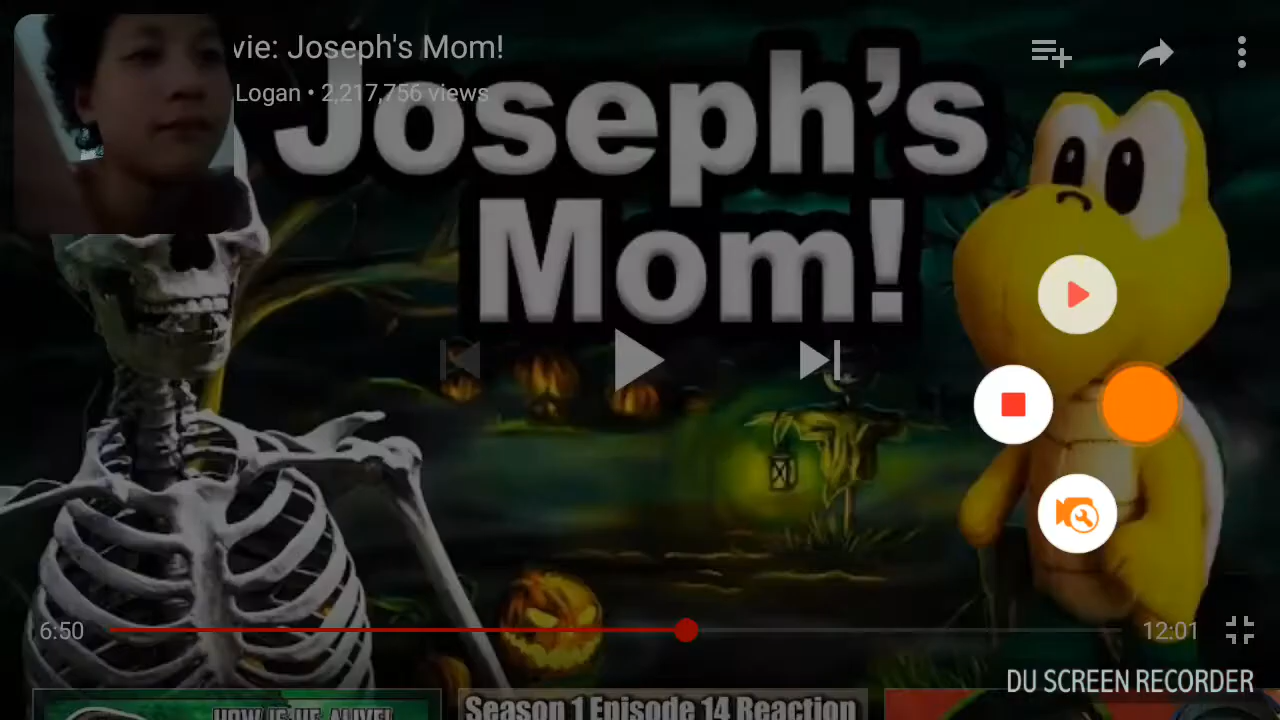 vie: Joseph's Mom!
Logan • 2,217,756 views
Joseph's
Mom!
6:50
12:01
DU SCREEN RECORDER
HOW IS HE ALIVE!
Season 1 Episode 14 Reaction